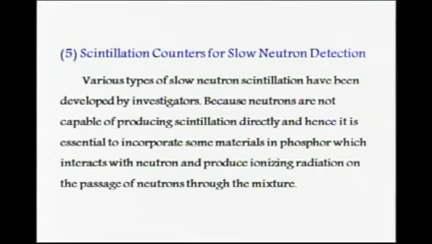 (5) Scintillation Counters for Slow Neutron Detection
Various types of slow neutron scintillation have been
developed by investigators. Because neutrons are not
capable of producing scintillation directly and hence it is
essential to incorporate some materials in phosphor which
interacts with neutron and produce ionizing radiation on
the passage of neutrons through the mixture.